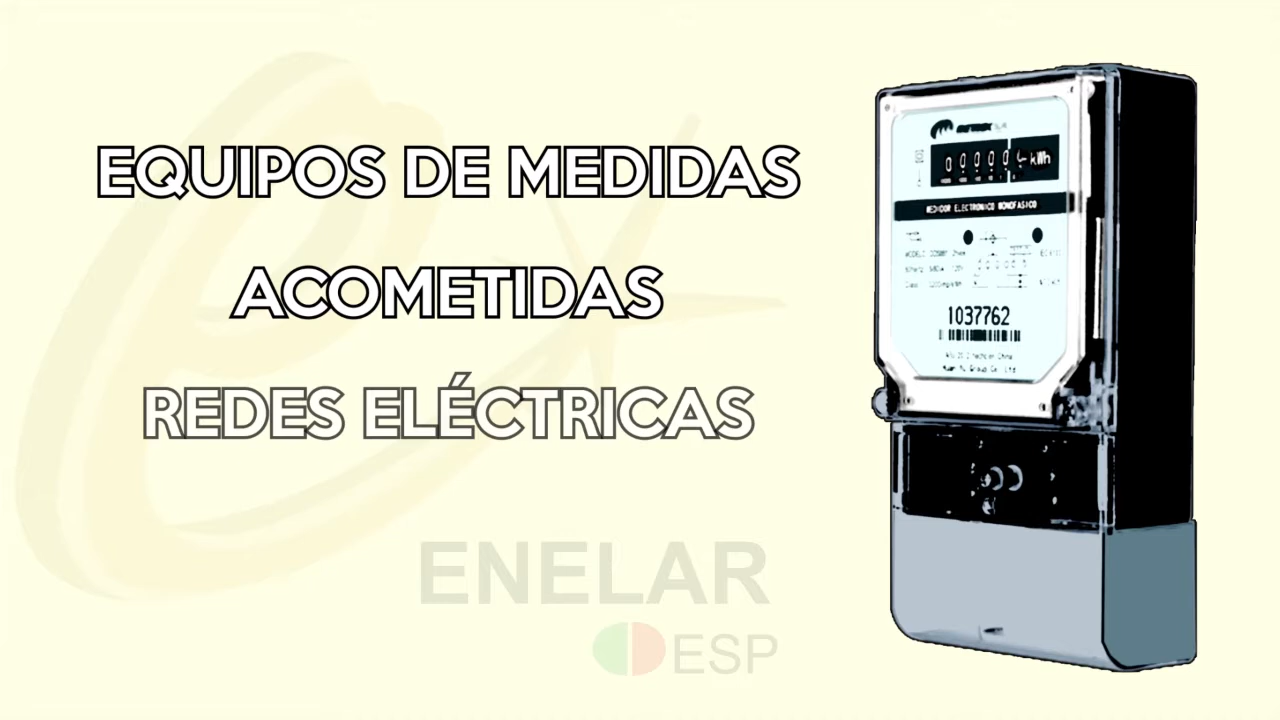 EQUIPOS DE MEDIDAS
ACOMETIDAS
REDES ELÉCTRICAS
ENELAR
ESP
kWh
MEDIDOR ELECTRONICO MONOFASICO
1037762